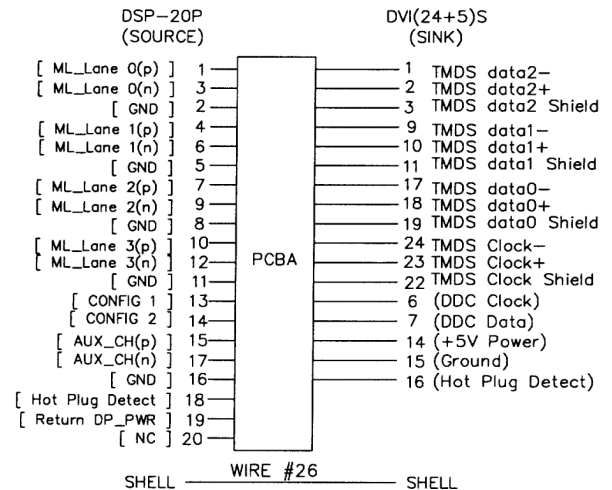 DSP-20P DVI(24+5)S
(SOURCE) (SINK)
[ ML_Lane 0(p) ] 1 1 TMDS data2-
[ ML_Lane 0(n) ] 3 2 TMDS data2+
[ GND ] 2 3 TMDS data2 Shield
[ ML_Lane 1(p) ] 4 9 TMDS data1-
[ ML_Lane 1(n) ] 6 10 TMDS data1+
[ GND ] 5 11 TMDS data1 Shield
[ ML_Lane 2(p) ] 7 17 TMDS data0-
[ ML_Lane 2(n) ] 9 18 TMDS data0+
[ GND ] 8 19 TMDS data0 Shield
[ ML_Lane 3(p) ] 10 24 TMDS Clock-
[ ML_Lane 3(n) ] 12 PCBA 23 TMDS Clock+
[ GND ] 11 22 TMDS Clock Shield
[ CONFIG 1 ] 13 6 (DDC Clock)
[ CONFIG 2 ] 14 7 (DDC Data)
[ AUX_CH(p) ] 15 14 (+5V Power)
[ AUX_CH(n) ] 17 15 (Ground)
[ GND ] 16 16 (Hot Plug Detect)
[ Hot Plug Detect ] 18
[ Return DP_PWR ] 19
[ NC ] 20
WIRE #26
SHELL SHELL